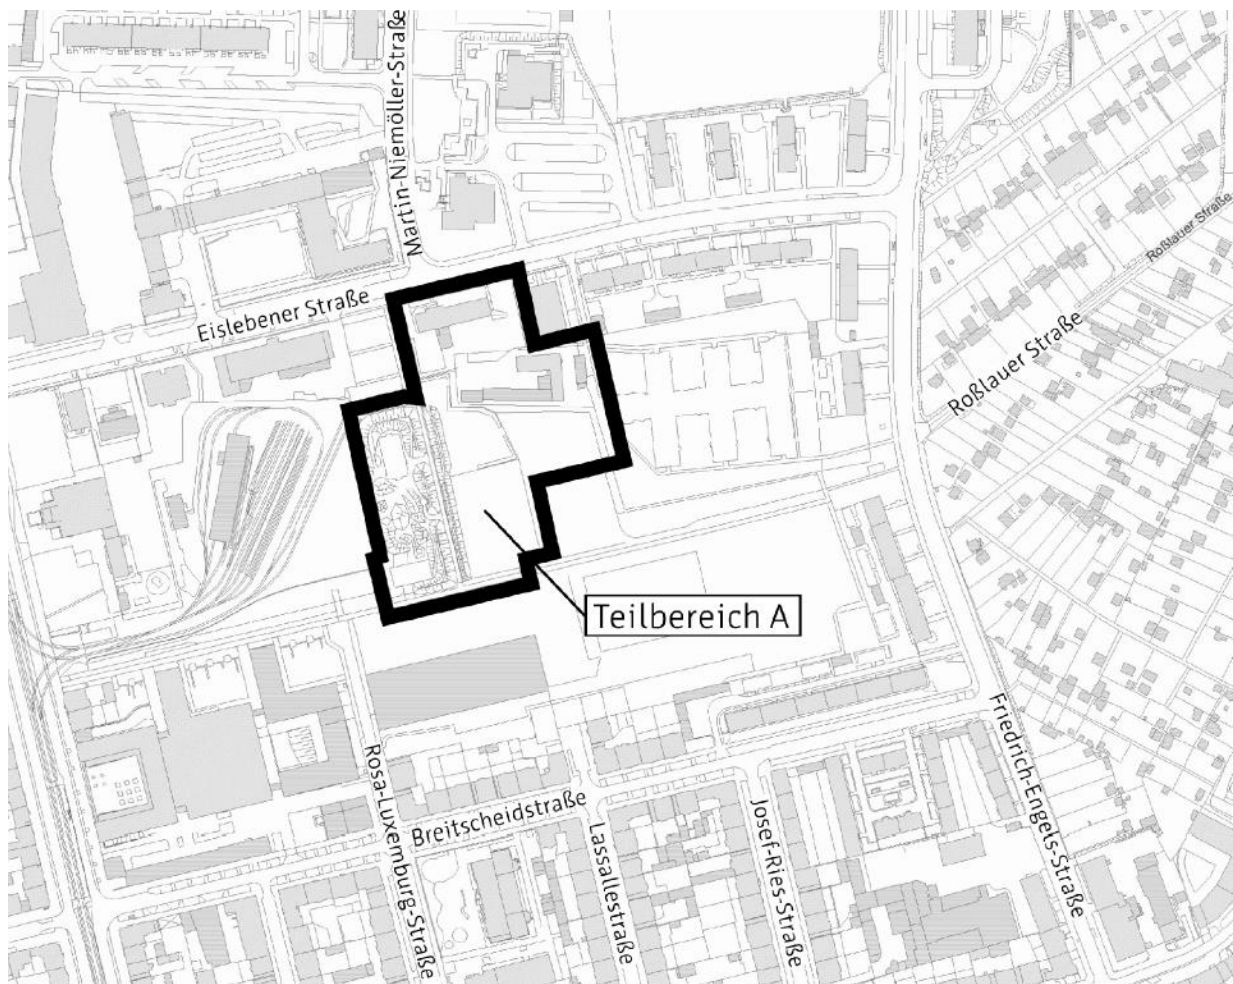 Martin-Niemöller-Straße
Eislebener Straße
Roßlauer Straße
Roßlauer Straße
Teilbereich A
Friedrich-Engels-Straße
Rosa-Luxemburg-Straße
Breitscheidstraße
Lassallestraße
Josef-Ries-Straße